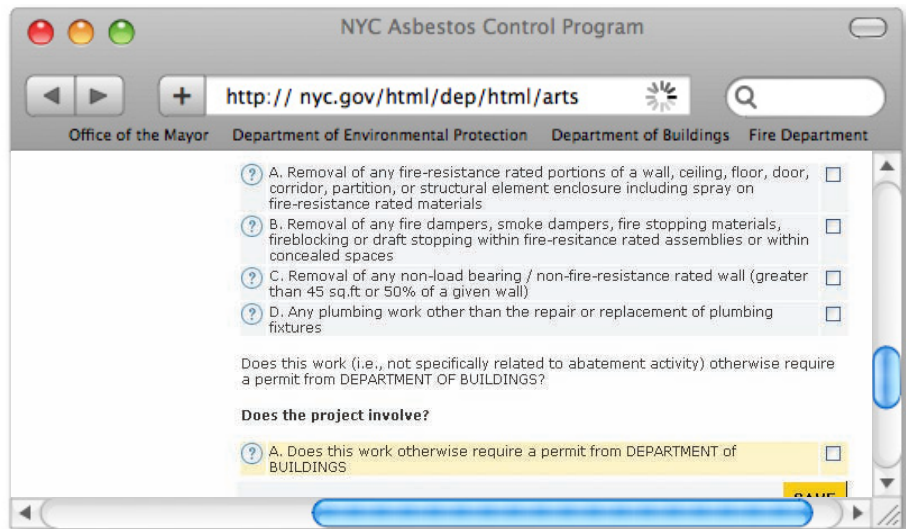 NYC Asbestos Control Program
+ http:// nyc.gov/html/dep/html/arts
Office of the Mayor Department of Environmental Protection Department of Buildings Fire Department
? A. Removal of any fire-resistance rated portions of a wall, ceiling, floor, door,
corridor, partition, or structural element enclosure including spray on
fire-resistance rated materials
? B. Removal of any fire dampers, smoke dampers, fire stopping materials,
fireblocking or draft stopping within fire-resitance rated assemblies or within
concealed spaces
? C. Removal of any non-load bearing / non-fire-resistance rated wall (greater
than 45 sq.ft or 50% of a given wall)
? D. Any plumbing work other than the repair or replacement of plumbing
fixtures
Does this work (i.e., not specifically related to abatement activity) otherwise require
a permit from DEPARTMENT OF BUILDINGS?
Does the project involve?
? A. Does this work otherwise require a permit from DEPARTMENT of
BUILDINGS
SAVE